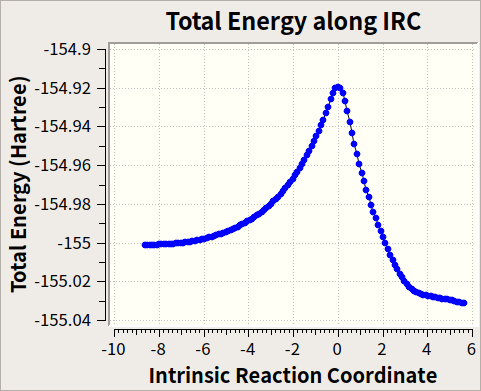 Total Energy along IRC
Total Energy (Hartree)
-154.9
-154.92
-154.94
-154.96
-154.98
-155
-155.02
-155.04
-10 -8 -6 -4 -2 0 2 4 6
Intrinsic Reaction Coordinate